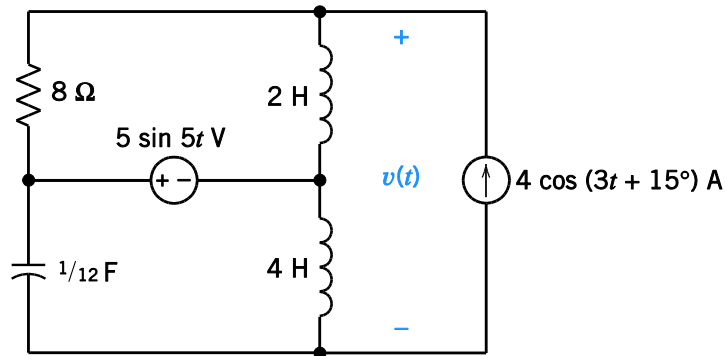 +
8 Ω
2 H
5 sin 5t V
+ −
v(t)
4 cos (3t + 15°) A
1/12 F
4 H
−